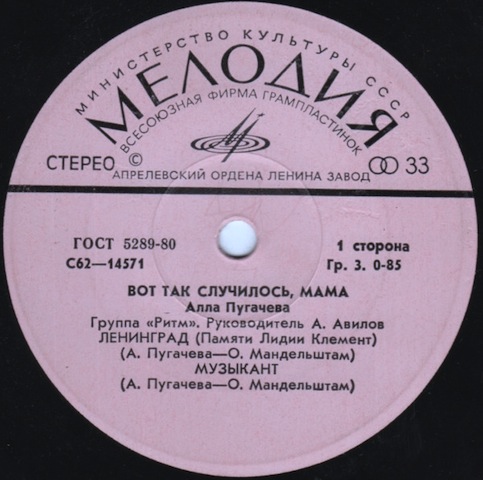 МИНИСТЕРСТВО КУЛЬТУРЫ СССР
МЕЛОДИЯ
ВСЕСОЮЗНАЯ ФИРМА ГРАМПЛАСТИНОК
СТЕРЕО © 33
АПРЕЛЕВСКИЙ ОРДЕНА ЛЕНИНА ЗАВОД
ГОСТ 5289-80 1 сторона
С62—14571 Гр. 3. 0-85
ВОТ ТАК СЛУЧИЛОСЬ, МАМА
Алла Пугачева
Группа «Ритм». Руководитель А. Авилов
ЛЕНИНГРАД (Памяти Лидии Клемент)
(А. Пугачева—О. Мандельштам)
МУЗЫКАНТ
(А. Пугачева—О. Мандельштам)